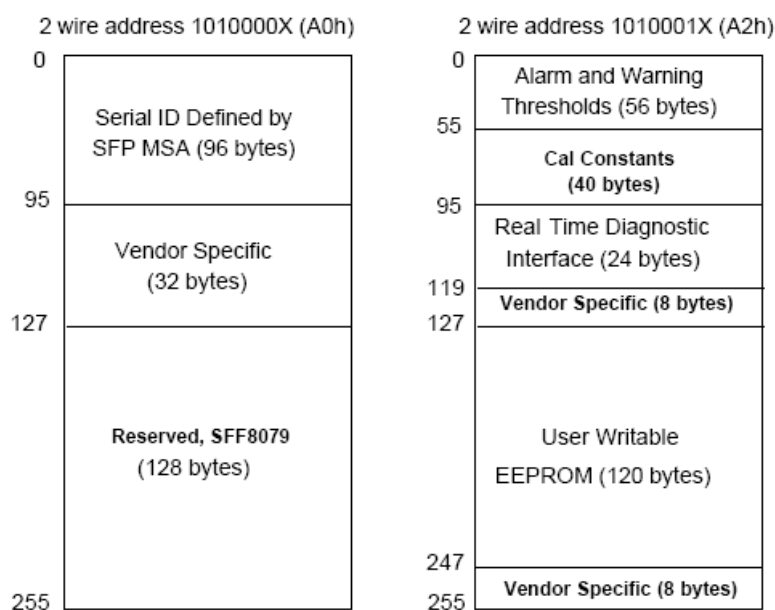 2 wire address 1010000X (A0h)
0
Serial ID Defined by
SFP MSA (96 bytes)
95
Vendor Specific
(32 bytes)
127
Reserved, SFF8079
(128 bytes)
255
2 wire address 1010001X (A2h)
0
Alarm and Warning
Thresholds (56 bytes)
55
Cal Constants
(40 bytes)
95
Real Time Diagnostic
Interface (24 bytes)
119
Vendor Specific (8 bytes)
127
User Writable
EEPROM (120 bytes)
247
Vendor Specific (8 bytes)
255